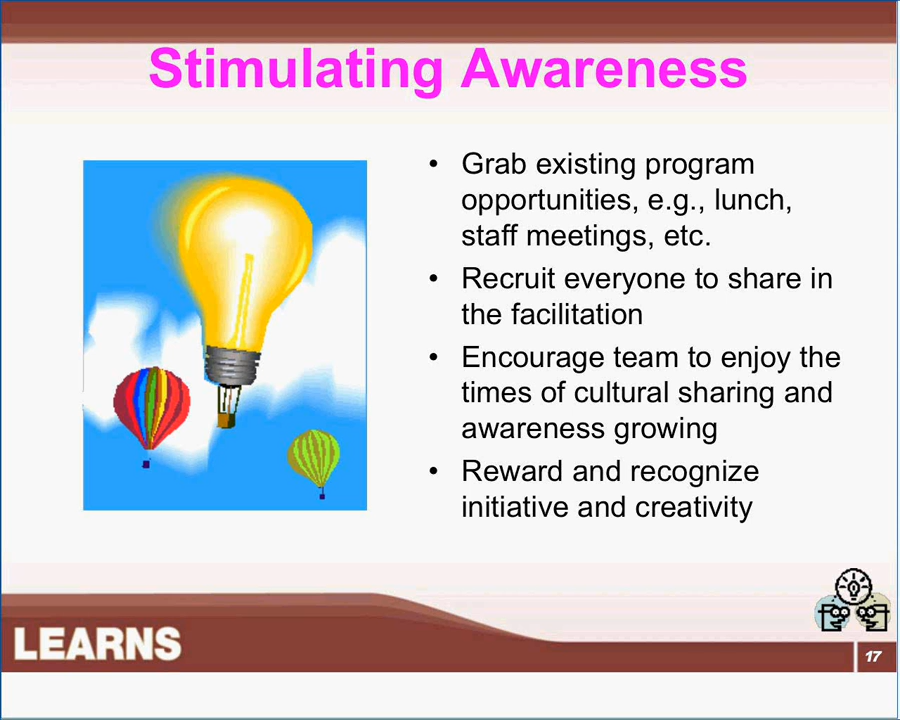 Stimulating Awareness
• Grab existing program
opportunities, e.g., lunch,
staff meetings, etc.
• Recruit everyone to share in
the facilitation
• Encourage team to enjoy the
times of cultural sharing and
awareness growing
• Reward and recognize
initiative and creativity
LEARNS
17